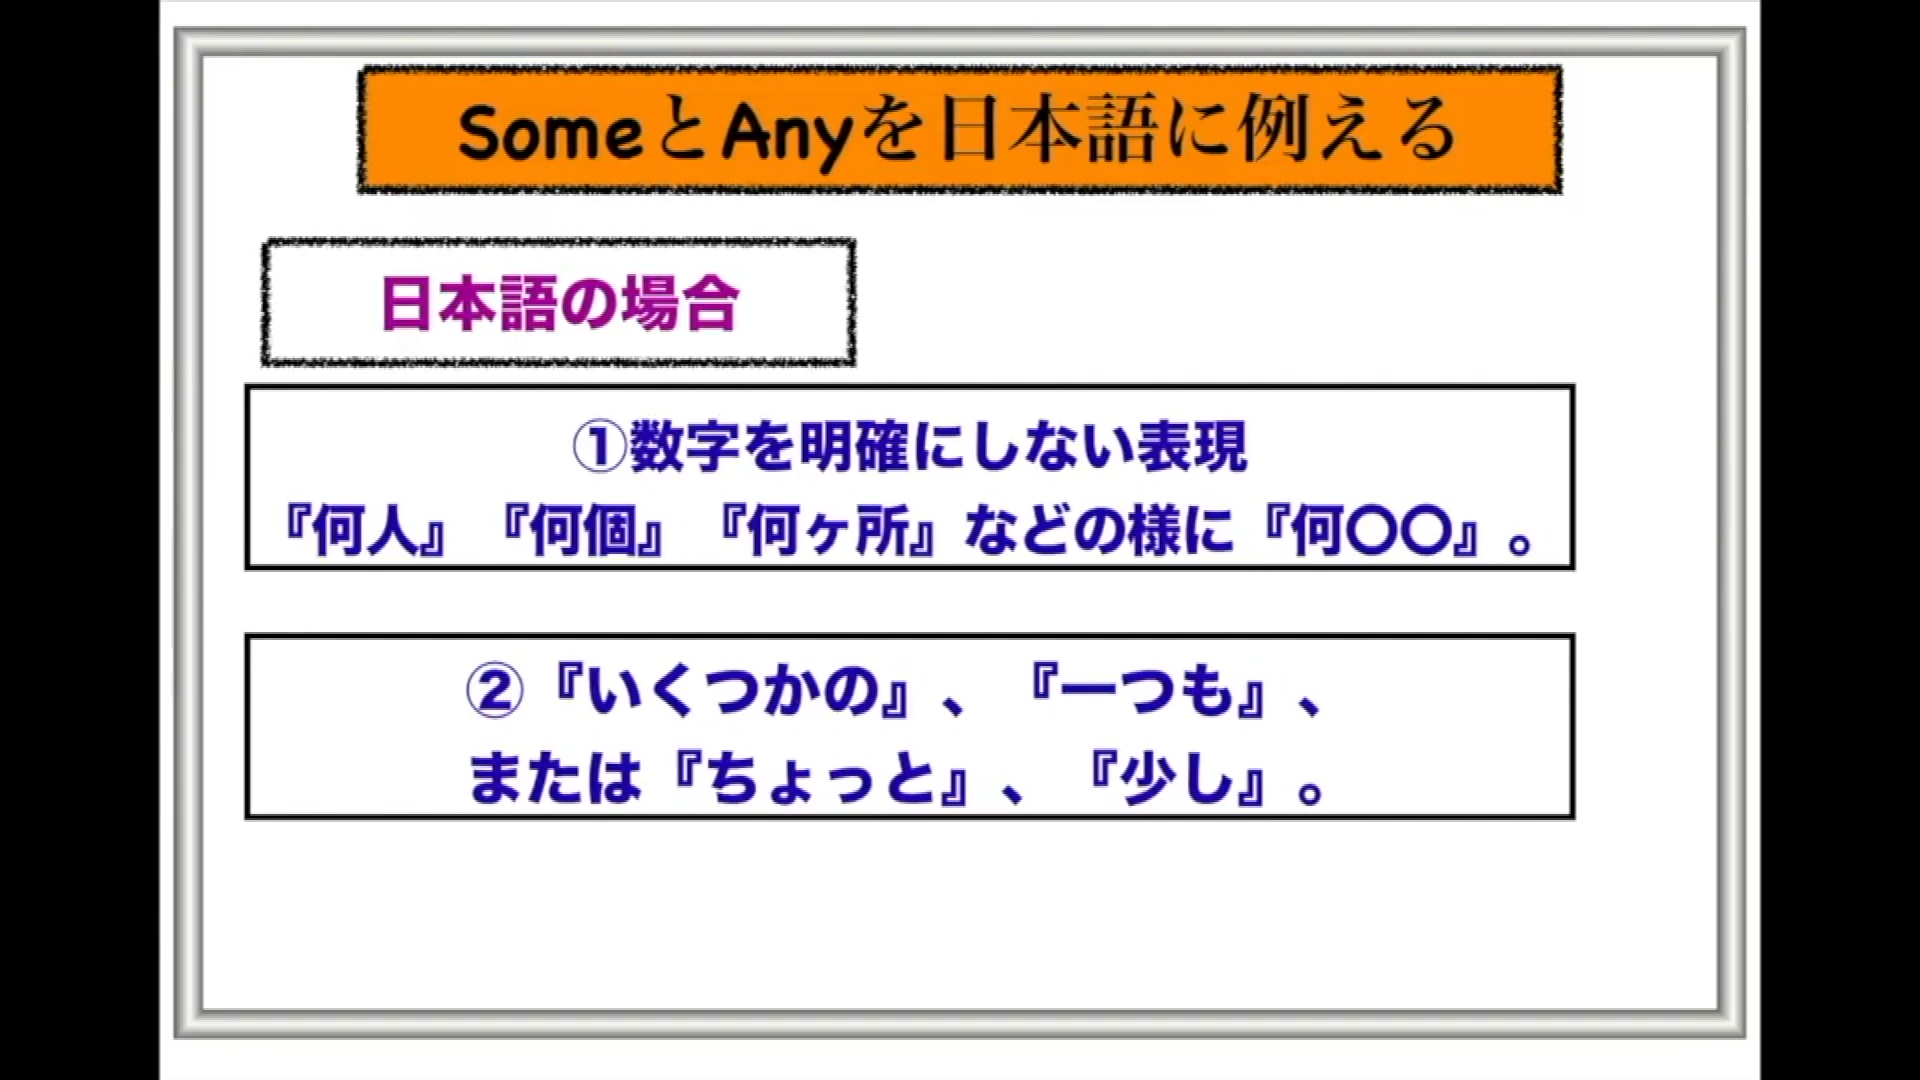 SomeとAnyを日本語に例える
日本語の場合
①数字を明確にしない表現
『何人』『何個』『何ヶ所』などの様に『何〇〇』。
②『いくつかの』、『一つも』、
または『ちょっと』、『少し』。